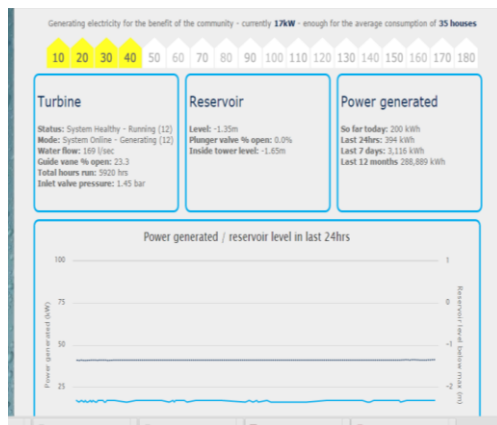 Generating electricity for the benefit of the community - currently 17kW - enough for the average consumption of 35 houses
10 20 30 40 50 60 70 80 90 100 110 120 130 140 150 160 170 180
Turbine
Status: System Healthy - Running (12)
Mode: System Online - Generating (12)
Water flow: 169 l/sec
Guide vane % open: 23.3
Total hours run: 5920 hrs
Inlet valve pressure: 1.45 bar
Reservoir
Level: -1.35m
Plunger valve % open: 0.0%
Inside tower level: -1.65m
Power generated
So far today: 200 kWh
Last 24hrs: 394 kWh
Last 7 days: 3,116 kWh
Last 12 months 288,889 kWh
Power generated / reservoir level in last 24hrs
100
75
50
25
Power generated (kW)
1
0
-1
-2
Reservoir level below max (m)